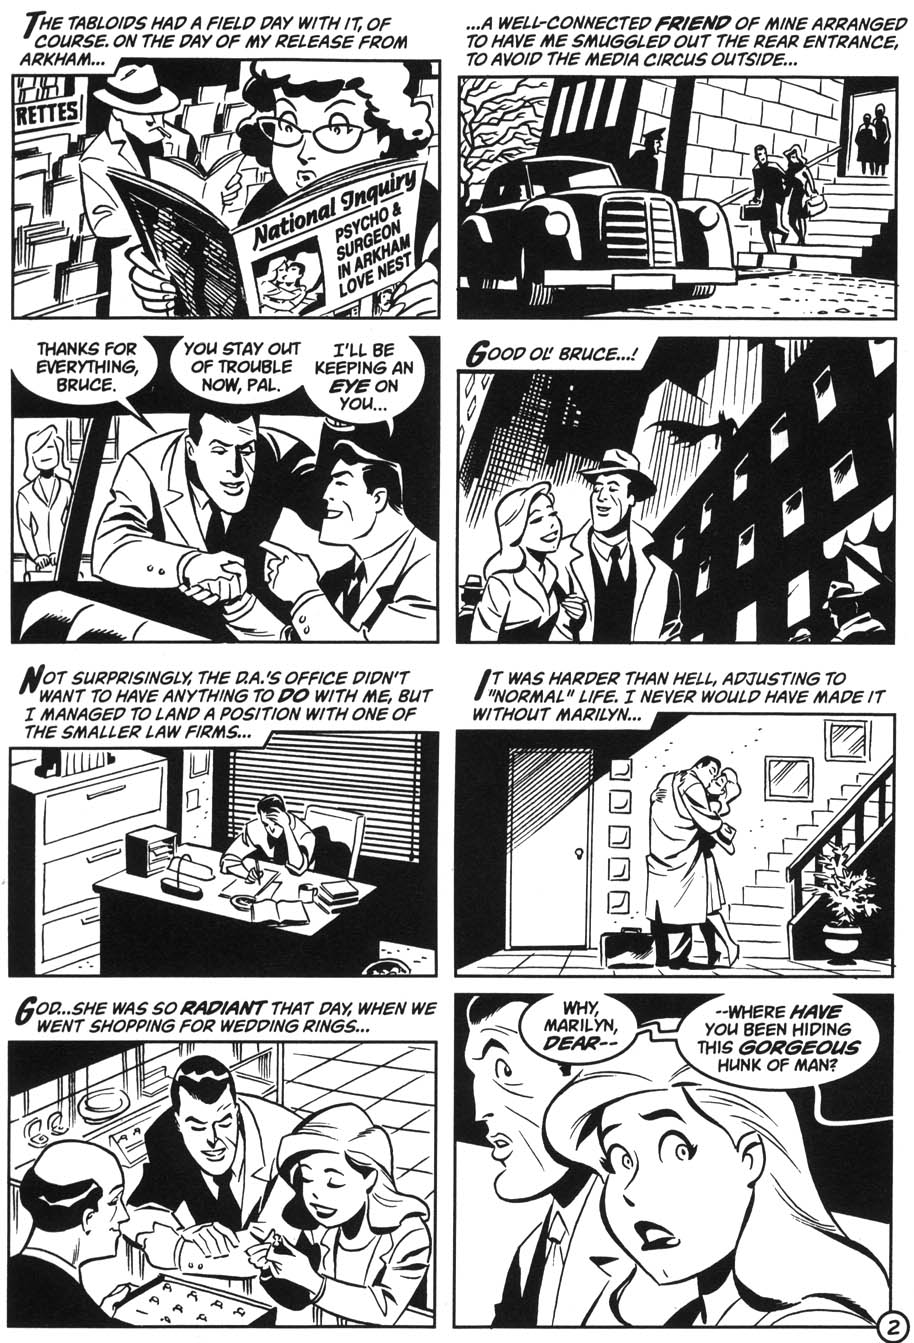 THE TABLOIDS HAD A FIELD DAY WITH IT, OF
COURSE. ON THE DAY OF MY RELEASE FROM
ARKHAM...
RETTES
National Inquiry
PSYCHO &
SURGEON
IN ARKHAM
LOVE NEST
...A WELL-CONNECTED FRIEND OF MINE ARRANGED
TO HAVE ME SMUGGLED OUT THE REAR ENTRANCE,
TO AVOID THE MEDIA CIRCUS OUTSIDE...
THANKS FOR
EVERYTHING,
BRUCE.
YOU STAY OUT
OF TROUBLE
NOW, PAL.
I'LL BE
KEEPING AN
EYE ON
YOU...
GOOD OL' BRUCE...!
NOT SURPRISINGLY, THE D.A.'S OFFICE DIDN'T
WANT TO HAVE ANYTHING TO DO WITH ME, BUT
I MANAGED TO LAND A POSITION WITH ONE OF
THE SMALLER LAW FIRMS...
IT WAS HARDER THAN HELL, ADJUSTING TO
"NORMAL" LIFE. I NEVER WOULD HAVE MADE IT
WITHOUT MARILYN...
GOD...SHE WAS SO RADIANT THAT DAY, WHEN WE
WENT SHOPPING FOR WEDDING RINGS...
WHY,
MARILYN,
DEAR--
--WHERE HAVE
YOU BEEN HIDING
THIS GORGEOUS
HUNK OF MAN?
2